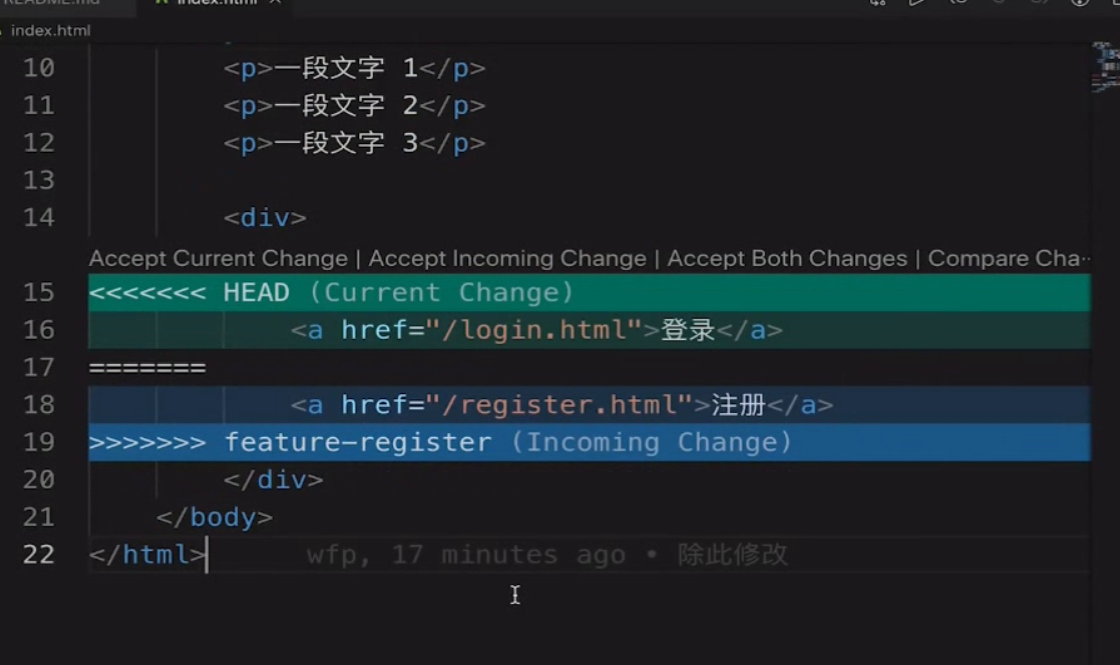 README.md
index.html
index.html
10 <p>一段文字 1</p>
11 <p>一段文字 2</p>
12 <p>一段文字 3</p>
13
14 <div>
Accept Current Change | Accept Incoming Change | Accept Both Changes | Compare Cha··
15 <<<<<<< HEAD (Current Change)
16 <a href="/login.html">登录</a>
17 =======
18 <a href="/register.html">注册</a>
19 >>>>>>> feature-register (Incoming Change)
20 </div>
21 </body>
22 </html> wfp, 17 minutes ago • 除此修改